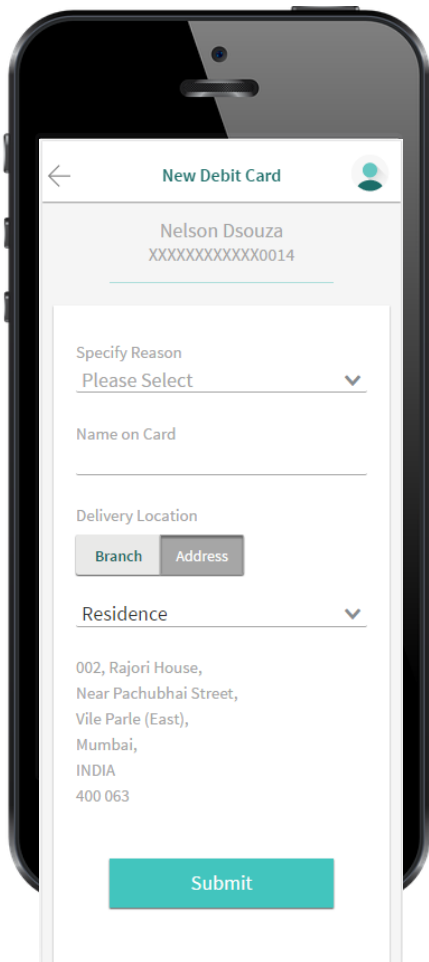 New Debit Card
Nelson Dsouza
XXXXXXXXXXXX0014
Specify Reason
Please Select
Name on Card
Delivery Location
Branch Address
Residence
002, Rajori House,
Near Pachubhai Street,
Vile Parle (East),
Mumbai,
INDIA
400 063
Submit